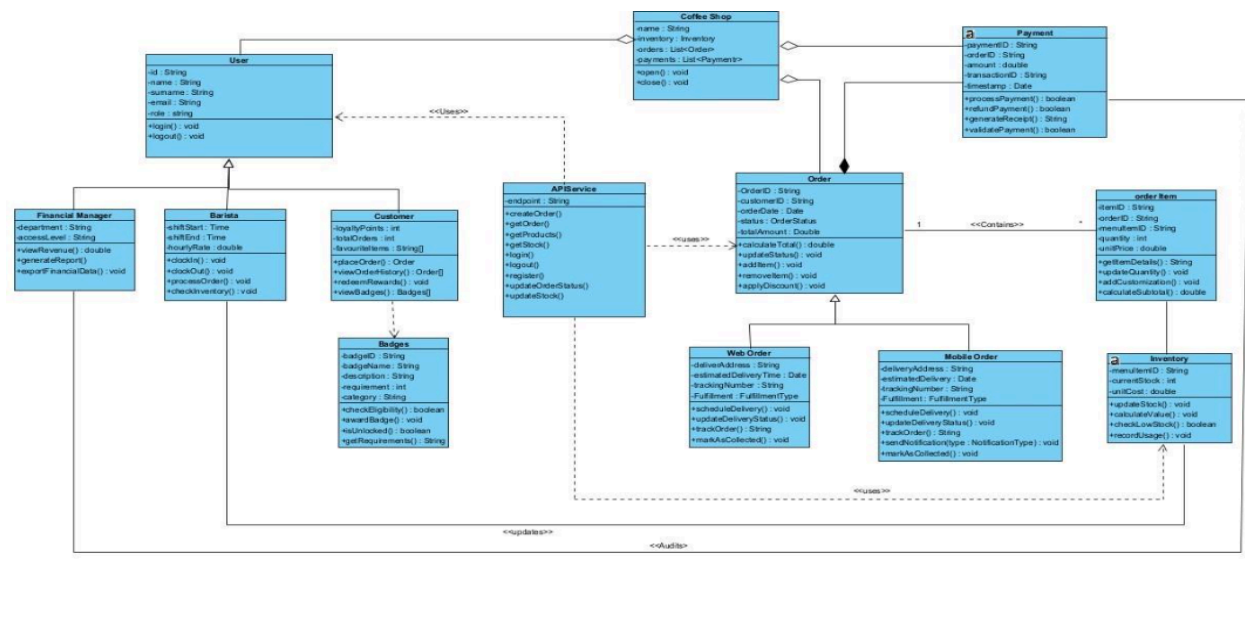 Coffee Shop
-name : String
-inventory : Inventory
-orders : List<Order>
-payments : List<Paymentr>
+open() : void
+close() : void
a
Payment
-paymentID : String
-orderID : String
-amount : double
-transactionID : String
-timestamp : Date
+processPayment() : boolean
+refundPayment() : boolean
+generateReceipt() : String
+validatePayment() : boolean
User
-id : String
-name : String
-surname : String
-email : String
-role : string
+login() : void
+logout() : void
<<Uses>>
APIService
-endpoint : String
+createOrder()
+getOrder()
+getProducts()
+getStock()
+login()
+logout()
+register()
+updateOrderStatus()
+updateStock()
<<uses>>
Order
-OrderID : String
-customerID : String
-orderDate : Date
-status : OrderStatus
-totalAmount : Double
+calculateTotal() : double
+updateStatus() : void
+addItem() : void
+removeItem() : void
+applyDiscount() : void
1
<<Contains>>
*
order Item
-itemID : String
-orderID : String
-menuItemID : String
-quantity : int
-unitPrice : double
+getItemDetails() : String
+updateQuantity() : void
+addCustomization() : void
+calculateSubtotal() : double
Financial Manager
-department : String
-accessLevel : String
+viewRevenue() : double
+generateReport()
+exportFinancialData() : void
Barista
-shiftStart : Time
-shiftEnd : Time
-hourlyRate : double
+clockIn() : void
+clockOut() : void
+processOrder() : void
+checkInventory() : void
Customer
-loyaltyPoints : int
-totalOrders : int
-favouriteItems : String[]
+placeOrder() : Order
+viewOrderHistory() : Order[]
+redeemRewards() : void
+viewBadges() : Badges[]
Badges
-badgeID : String
-badgeName : String
-description : String
-requirement : int
-category : String
+checkEligibility() : boolean
+awardBadge() : void
+isUnlocked() : boolean
+getRequirements() : String
Web Order
-deliverAddress : String
-estimatedDeliveryTime : Date
-trackingNumber : String
-Fulfillment : FulfillmentType
+scheduleDelivery() : void
+updateDeliveryStatus() : void
+trackOrder() : String
+markAsCollected() : void
Mobile Order
-deliveryAddress : String
-estimatedDelivery : Date
-trackingNumber : String
-Fulfillment : FulfillmentType
+scheduleDelivery() : void
+updateDeliveryStatus() : void
+trackOrder() : String
+sendNotification(type : NotificationType) : void
+markAsCollected() : void
a
Inventory
-menuItemID : String
-currentStock : int
-unitCost : double
+updateStock() : void
+calculateValue() : void
+checkLowStock() : boolean
+recordUsage() : void
<<uses>>
<<updates>>
<<Audits>